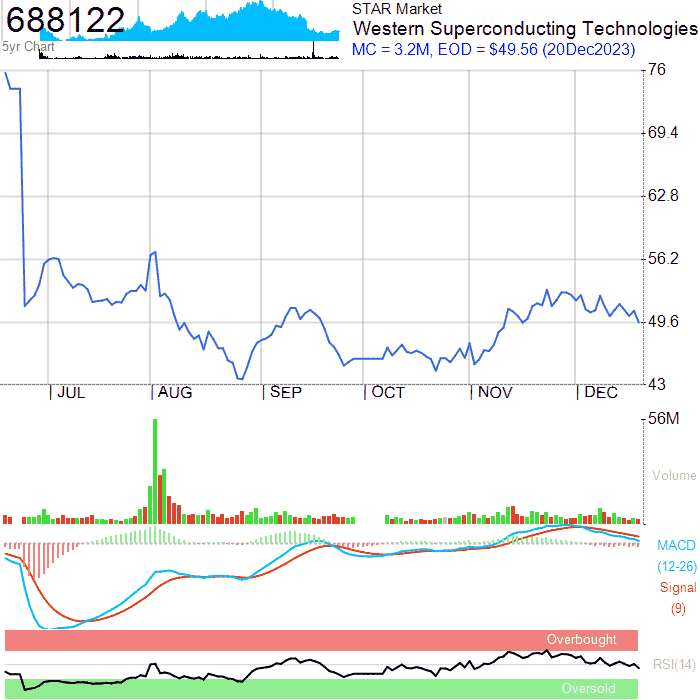 688122
5yr Chart
STAR Market
Western Superconducting Technologies
MC = 3.2M, EOD = $49.56 (20Dec2023)
76
69.4
62.8
56.2
49.6
43
JUL
AUG
SEP
OCT
NOV
DEC
56M
Volume
MACD
(12-26)
Signal
(9)
Overbought
RSI(14)
Oversold